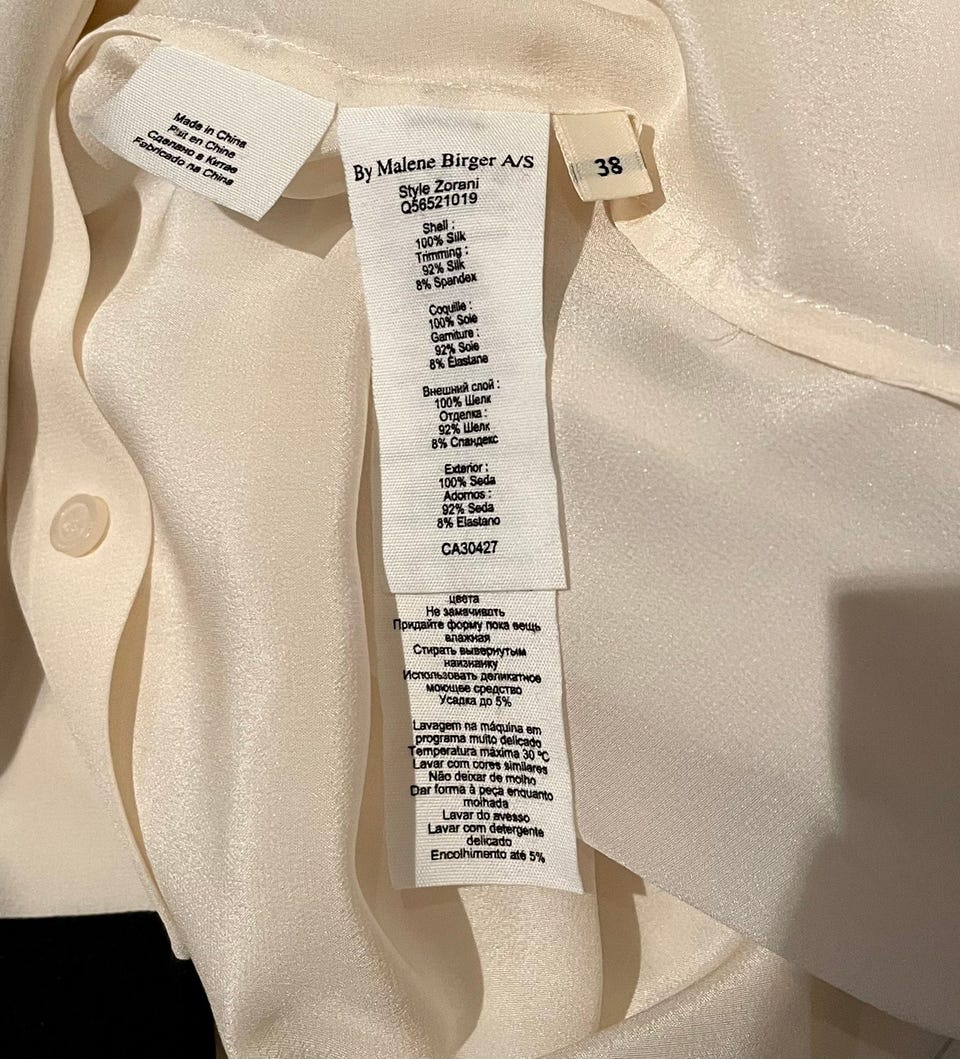 Made in China
Fait en Chine
Сделано в Китае
Fabricado na China
By Malene Birger A/S
Style Zorani
Q56521019
Shell :
100% Silk
Trimming :
92% Silk
8% Spandex
Coquille :
100% Soie
Garniture :
92% Soie
8% Élastane
Внешний слой :
100% Шелк
Отделка :
92% Шелк
8% Спандекс
Exterior :
100% Seda
Adornos :
92% Seda
8% Elastano
CA30427
цвета
Не замачивать
Придайте форму пока вещь
влажная
Стирать вывернутым
наизнанку
Использовать деликатное
моющее средство
Усадка до 5%
Lavagem na máquina em
programa muito delicado
Temperatura máxima 30 ºC
Lavar com cores similares
Não deixar de molho
Dar forma à peça enquanto
molhada
Lavar do avesso
Lavar com detergente
delicado
Encolhimento até 5%
38